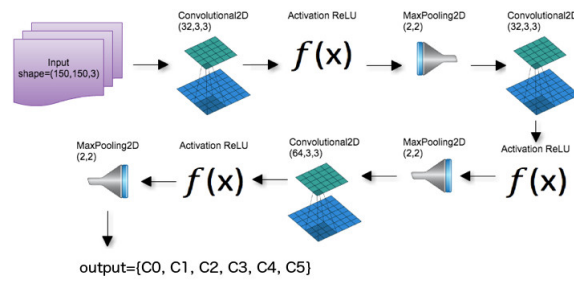 Input
shape=(150,150,3)
Convolutional2D
(32,3,3)
Activation ReLU
f(x)
MaxPooling2D
(2,2)
Convolutional2D
(32,3,3)
Activation ReLU
f(x)
MaxPooling2D
(2,2)
Convolutional2D
(64,3,3)
Activation ReLU
f(x)
MaxPooling2D
(2,2)
output={C0, C1, C2, C3, C4, C5}